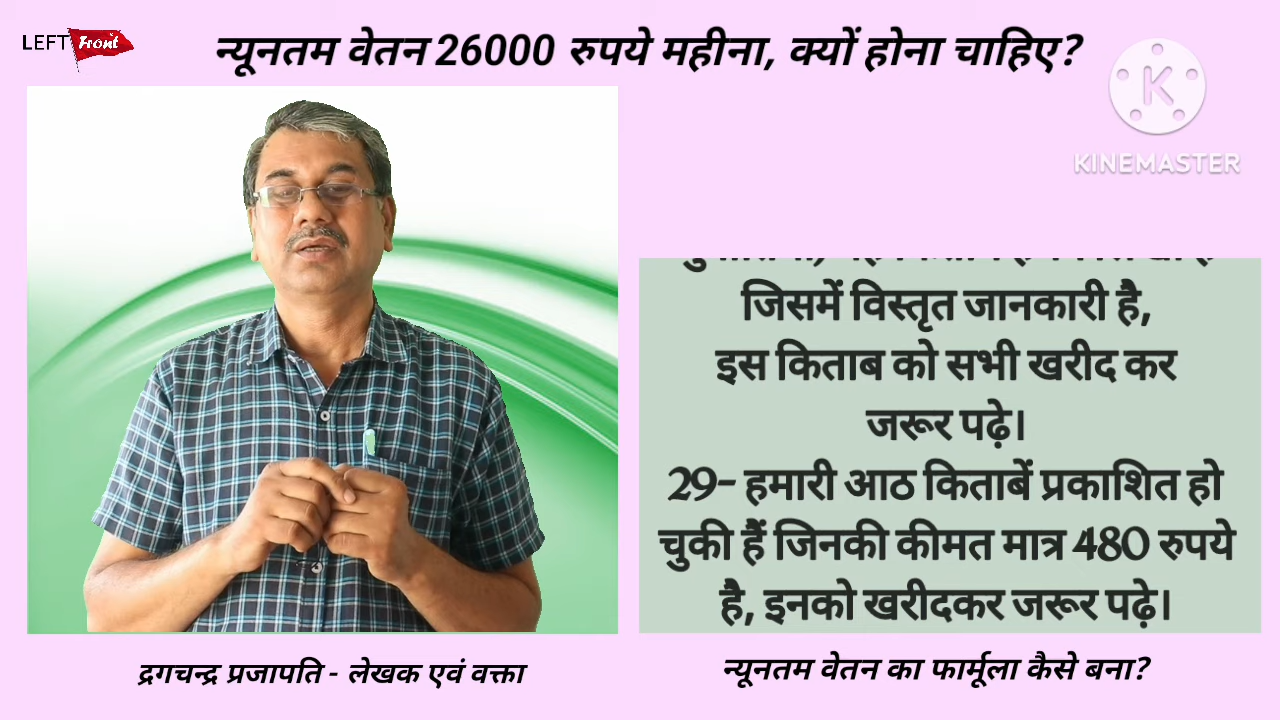 LEFT Front
न्यूनतम वेतन 26000 रुपये महीना, क्यों होना चाहिए?
K
KINEMASTER
जिसमें विस्तृत जानकारी है,
इस किताब को सभी खरीद कर
जरूर पढ़े।
29- हमारी आठ किताबें प्रकाशित हो
चुकी हैं जिनकी कीमत मात्र 480 रुपये
है, इनको खरीदकर जरूर पढ़े।
द्रगचन्द्र प्रजापति - लेखक एवं वक्ता
न्यूनतम वेतन का फार्मूला कैसे बना?